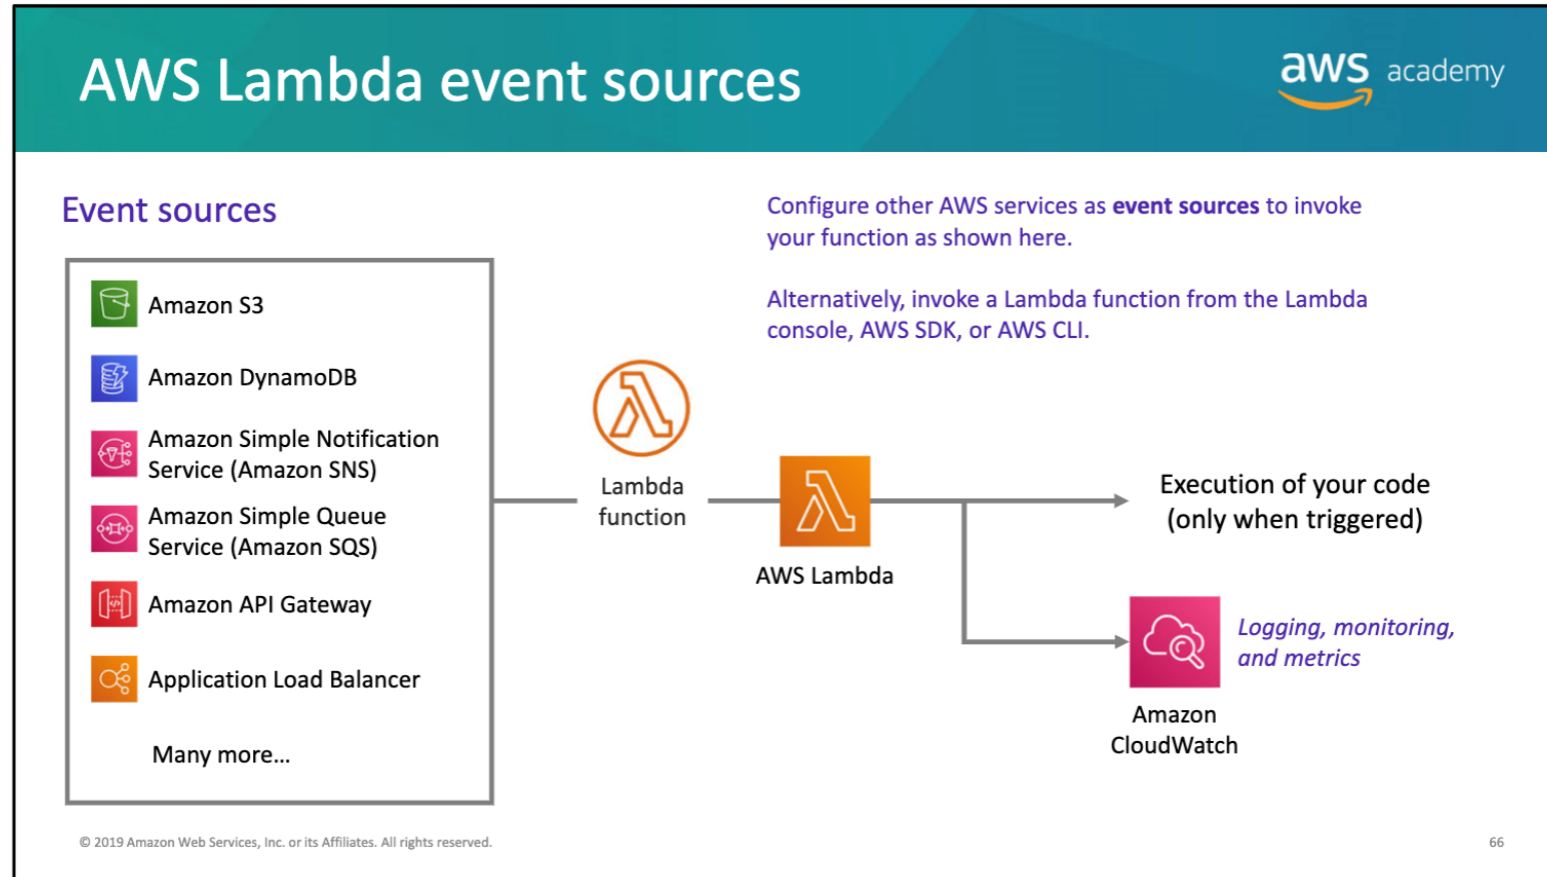 AWS Lambda event sources
aws academy
Event sources
Amazon S3
Amazon DynamoDB
Amazon Simple Notification
Service (Amazon SNS)
Amazon Simple Queue
Service (Amazon SQS)
Amazon API Gateway
Application Load Balancer
Many more...
Configure other AWS services as event sources to invoke
your function as shown here.
Alternatively, invoke a Lambda function from the Lambda
console, AWS SDK, or AWS CLI.
Lambda
function
AWS Lambda
Execution of your code
(only when triggered)
Logging, monitoring,
and metrics
Amazon
CloudWatch
© 2019 Amazon Web Services, Inc. or its Affiliates. All rights reserved.
66